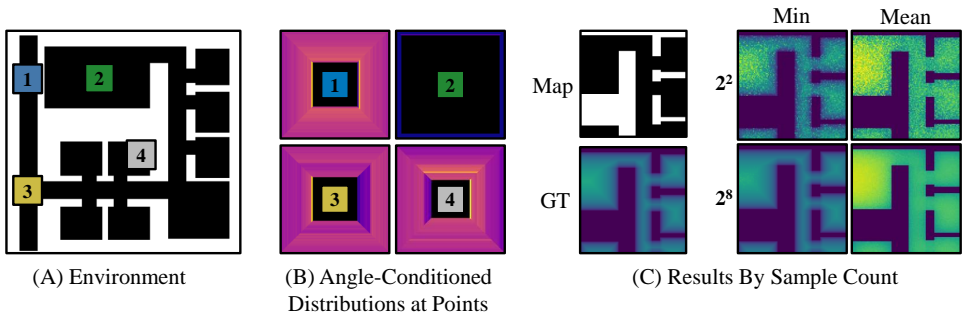 1
2
4
3
(A) Environment
1
2
3
4
(B) Angle-Conditioned
Distributions at Points
Min
Mean
Map
2²
GT
2⁸
(C) Results By Sample Count